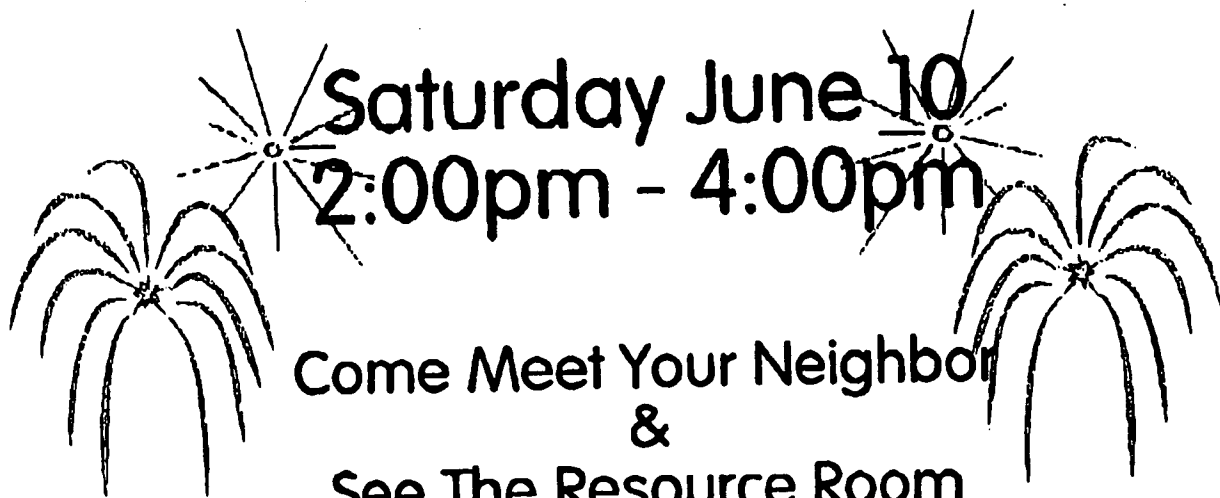 Saturday June 10
2:00pm - 4:00pm
Come Meet Your Neighbor
&
See The Resource Room